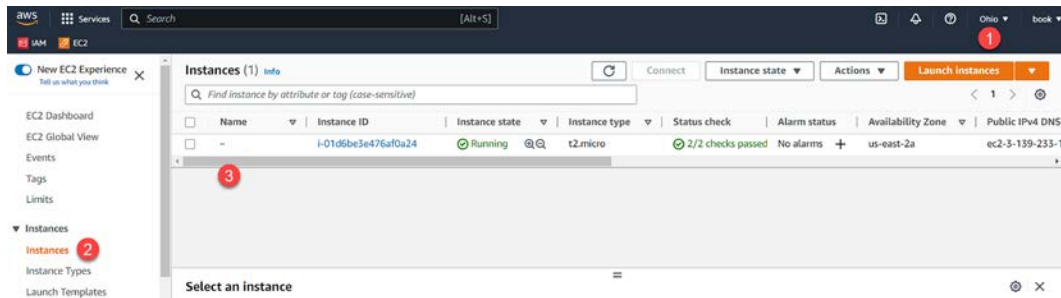 aws Services Search [Alt+S] Ohio ▼ book ▼
IAM EC2 1
New EC2 Experience
Tell us what you think
EC2 Dashboard
EC2 Global View
Events
Tags
Limits
Instances
Instances 2
Instance Types
Launch Templates
Instances (1) Info Connect Instance state ▼ Actions ▼ Launch instances ▼
Find instance by attribute or tag (case-sensitive) < 1 >
Name Instance ID Instance state Instance type Status check Alarm status Availability Zone Public IPv4 DNS
– i-01d6be3e476af0a24 Running t2.micro 2/2 checks passed No alarms + us-east-2a ec2-3-139-233-1
3
Select an instance